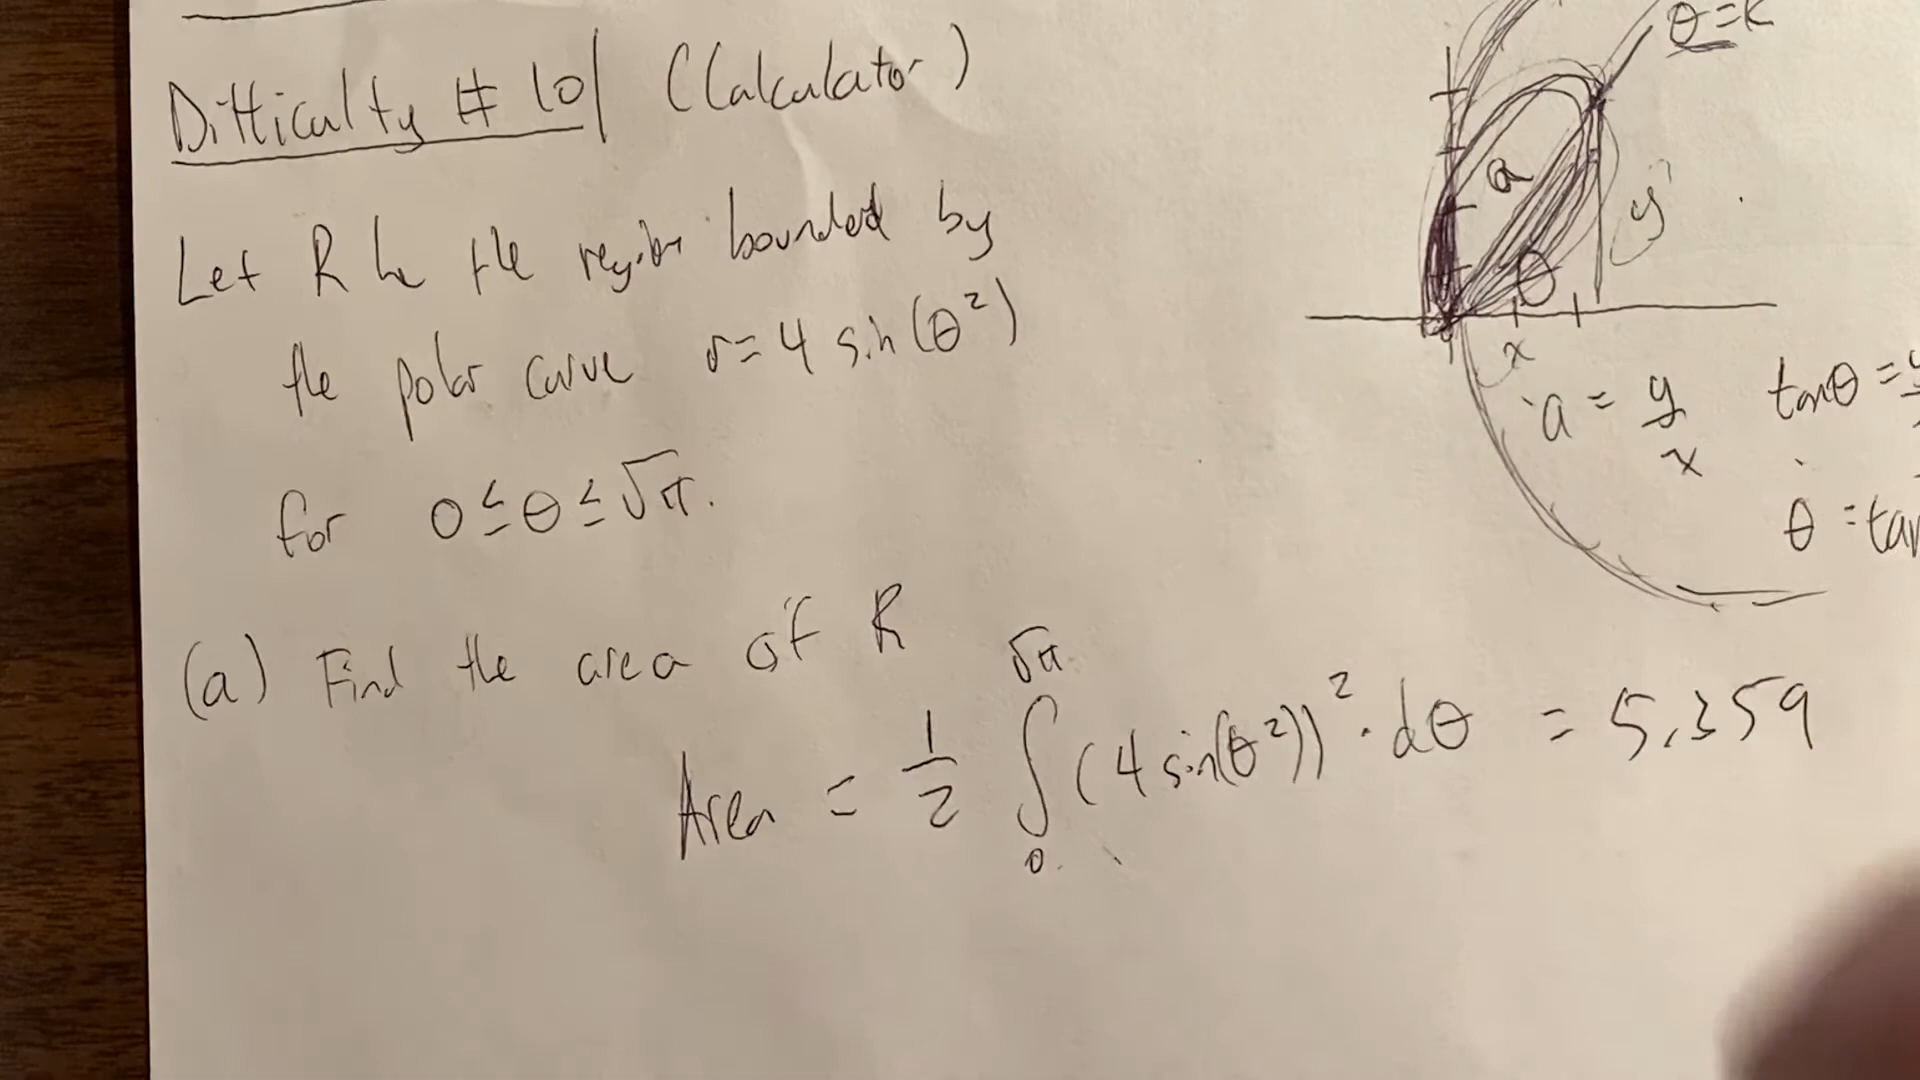 Difficulty # 10 (Calculator)
Let R be the region bounded by
the polar curve r = 4 sin(θ²)
for 0 ≤ θ ≤ √π.
(a) Find the area of R
Area = 1/2 ∫₀^√π (4 sin(θ²))² · dθ = 5.359
θ = k
a
y
θ
x
a = y/x tanθ =
θ = tan